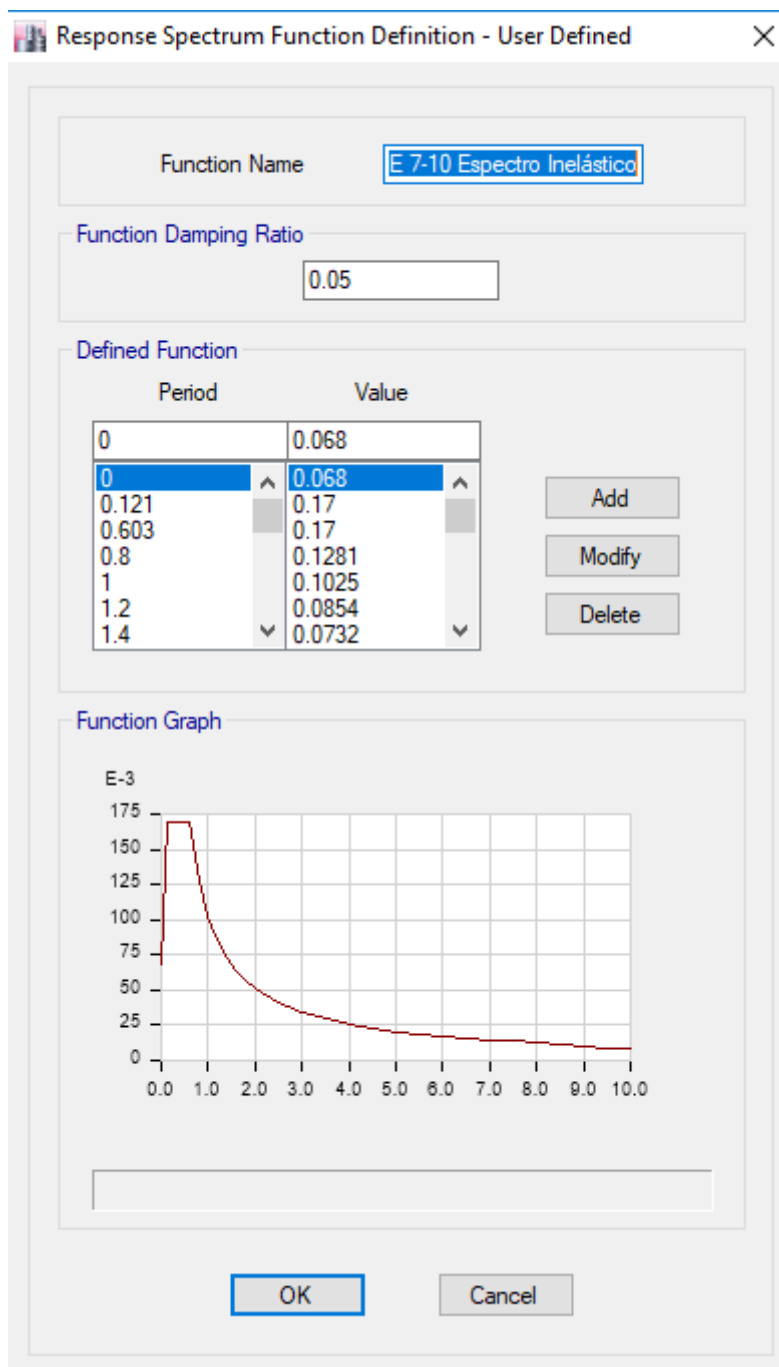 Response Spectrum Function Definition - User Defined
Function Name E 7-10 Espectro Inelástico
Function Damping Ratio
0.05
Defined Function
Period Value
0 0.068
0 0.068
0.121 0.17
0.603 0.17
0.8 0.1281
1 0.1025
1.2 0.0854
1.4 0.0732
Add
Modify
Delete
Function Graph
E-3
175
150
125
100
75
50
25
0
0.0 1.0 2.0 3.0 4.0 5.0 6.0 7.0 8.0 9.0 10.0
OK Cancel